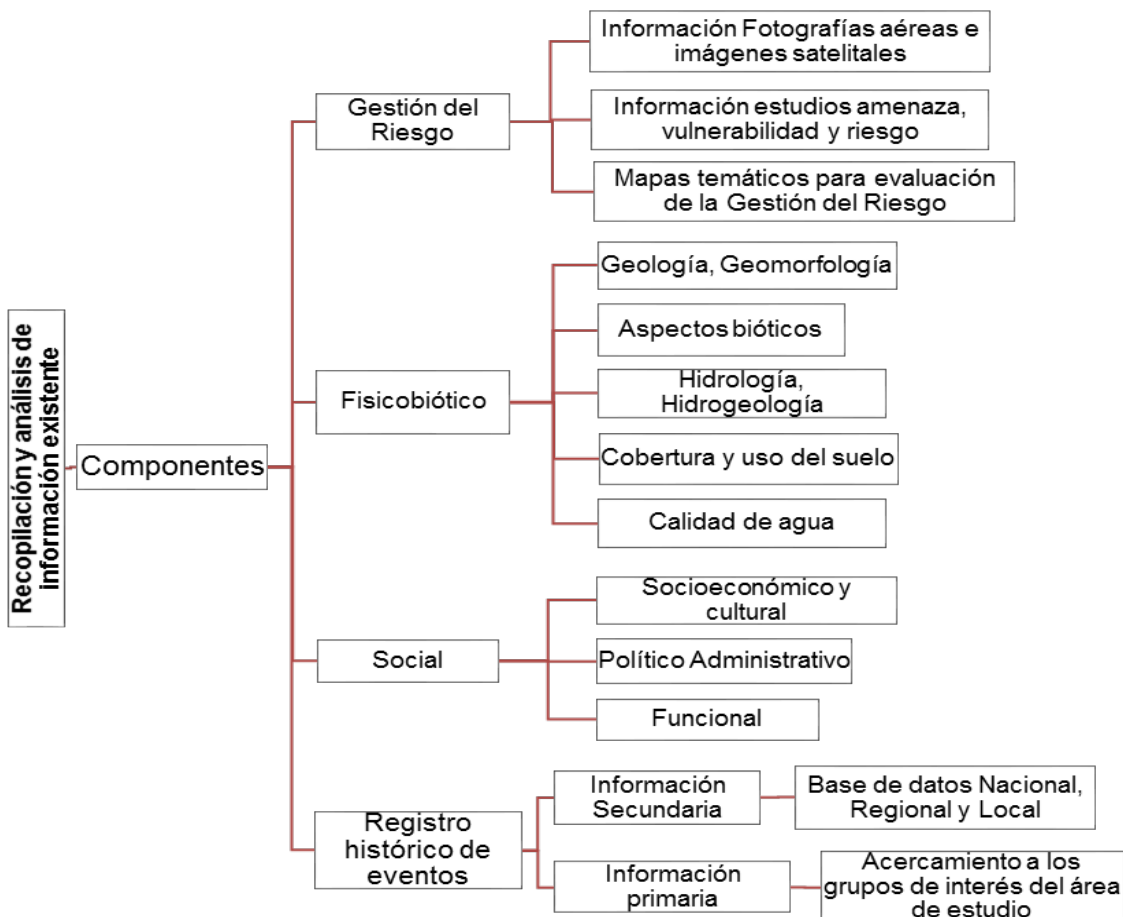 Recopilación y análisis de
información existente
Componentes
Gestión del
Riesgo
Información Fotografías aéreas e
imágenes satelitales
Información estudios amenaza,
vulnerabilidad y riesgo
Mapas temáticos para evaluación
de la Gestión del Riesgo
Fisicobiótico
Geología, Geomorfología
Aspectos bióticos
Hidrología,
Hidrogeología
Cobertura y uso del suelo
Calidad de agua
Social
Socioeconómico y
cultural
Político Administrativo
Funcional
Registro
histórico de
eventos
Información
Secundaria
Base de datos Nacional,
Regional y Local
Información
primaria
Acercamiento a los
grupos de interés del área
de estudio